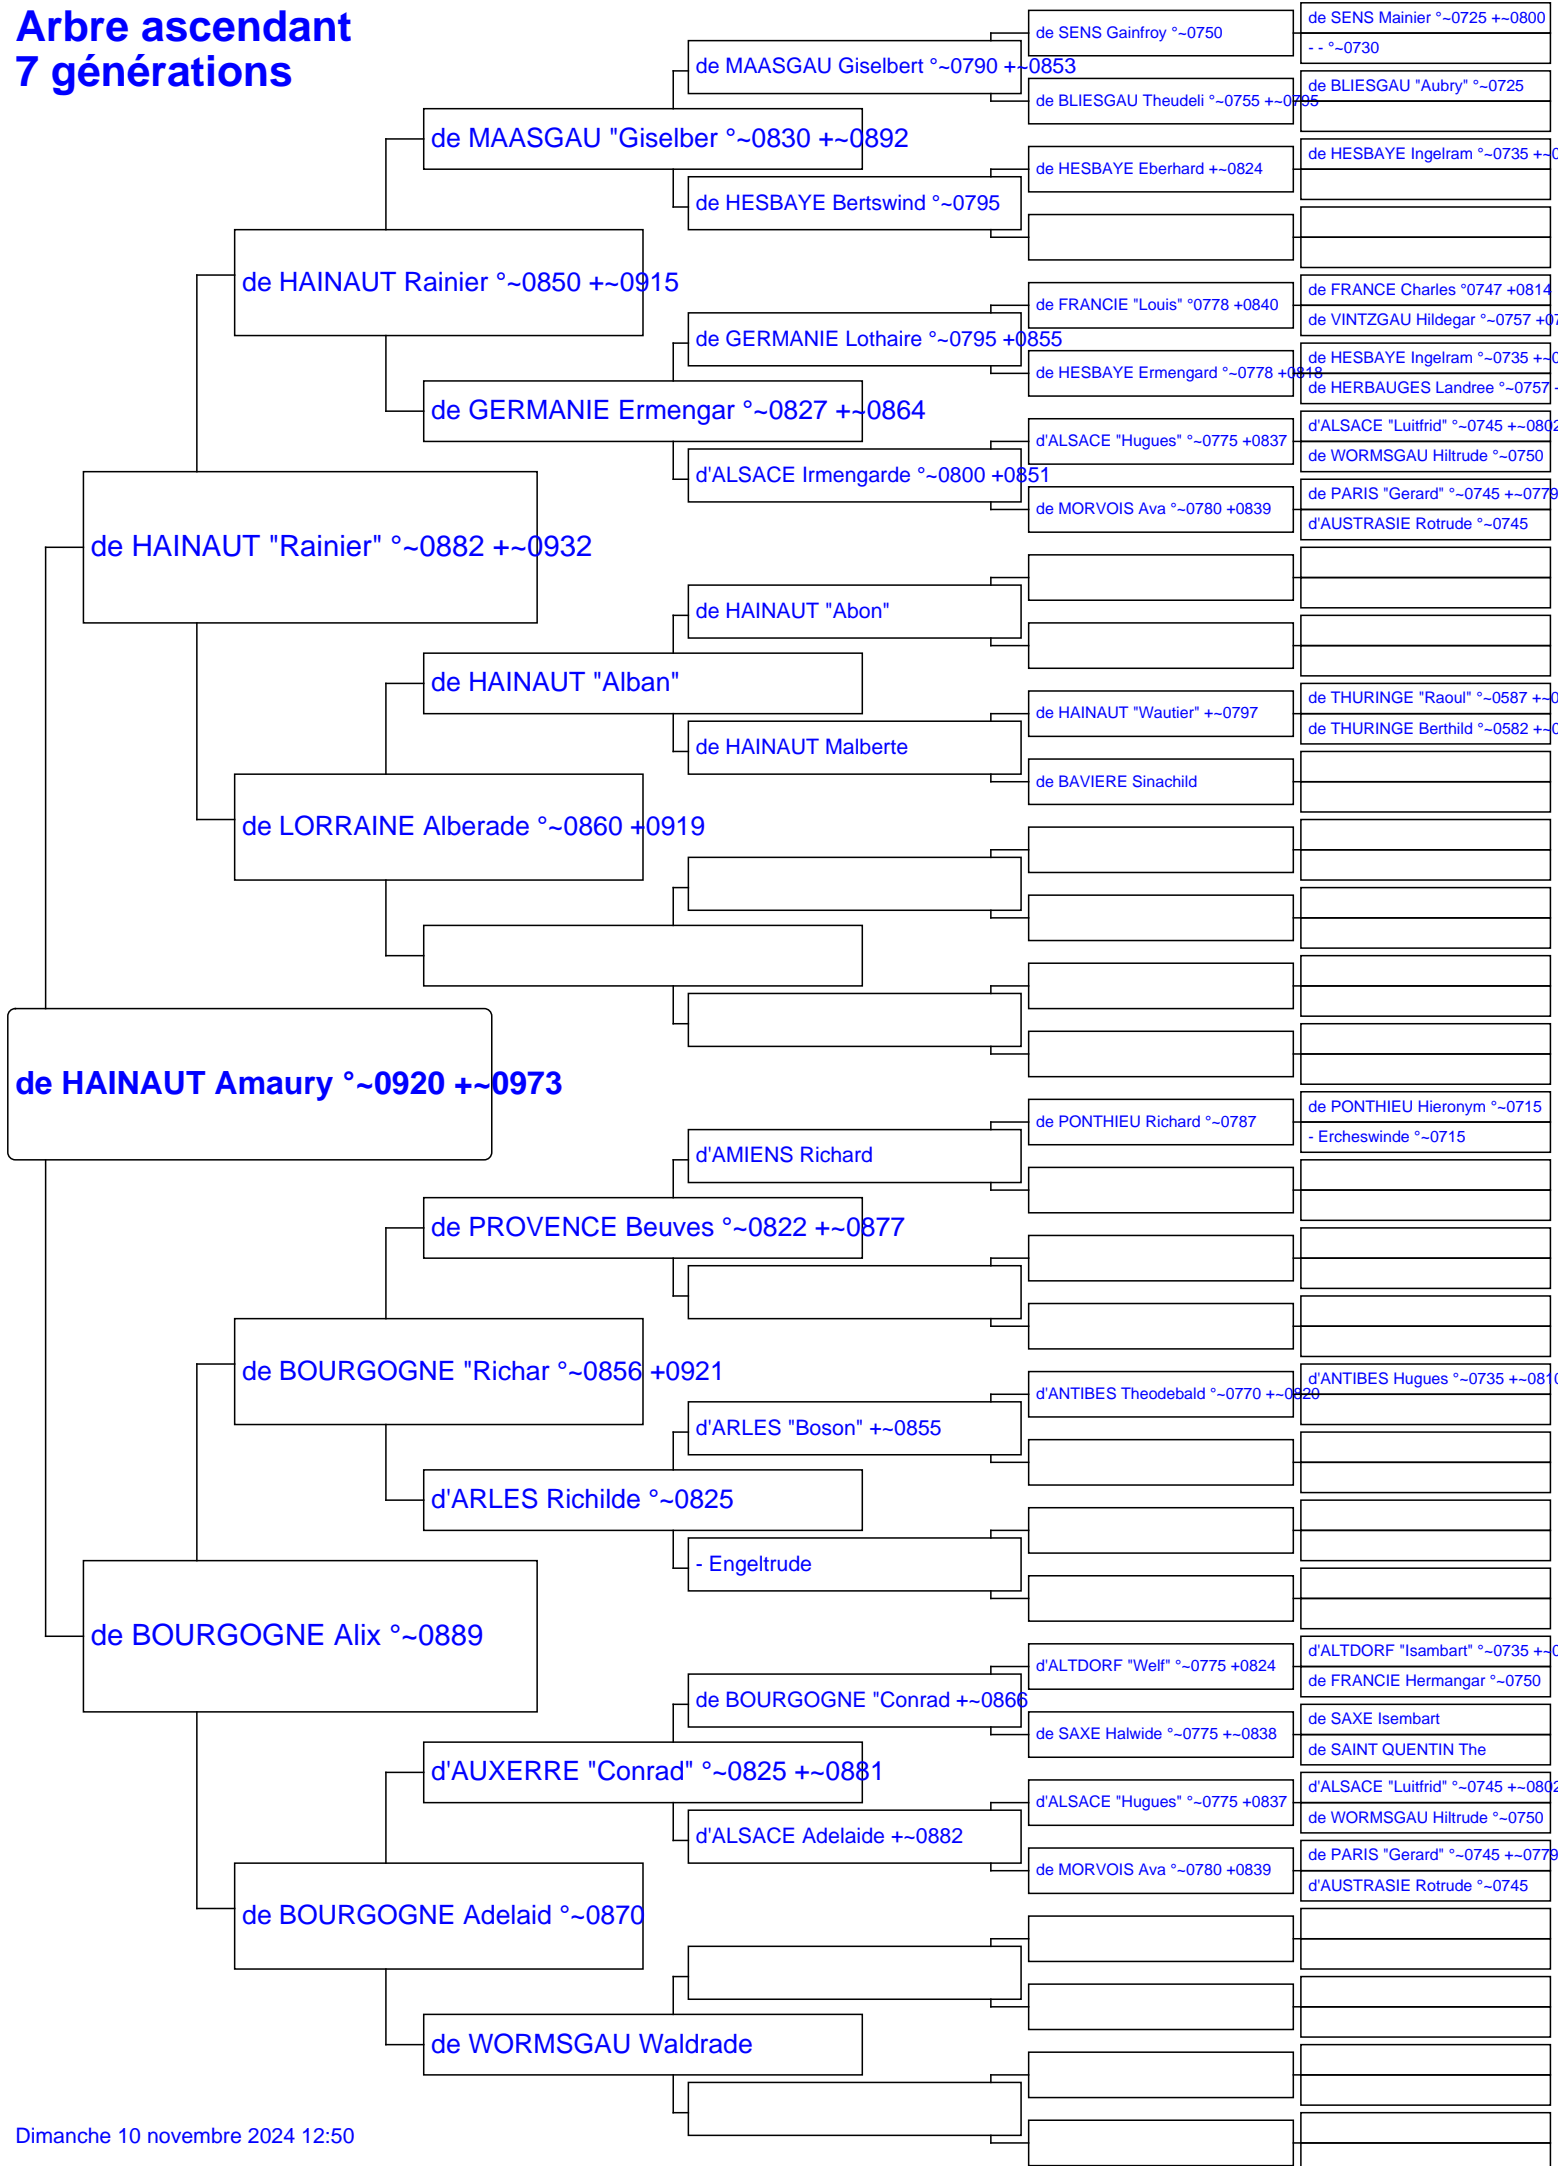 Arbre ascendant
7 générations
de SENS Mainier °~0725 +~0800
de SENS Gainfroy °~0750
- - °~0730
de MAASGAU Giselbert °~0790 +~0853
de BLIESGAU "Aubry" °~0725
de BLIESGAU Theudeli °~0755 +~0795
de MAASGAU "Giselber °~0830 +~0892
de HESBAYE Ingelram °~0735 +~0
de HESBAYE Eberhard +~0824
de HESBAYE Bertswind °~0795
de HAINAUT Rainier °~0850 +~0915
de FRANCE Charles °0747 +0814
de FRANCIE "Louis" °0778 +0840
de VINTZGAU Hildegar °~0757 +07
de GERMANIE Lothaire °~0795 +0855
de HESBAYE Ingelram °~0735 +~0
de HESBAYE Ermengard °~0778 +0818
de HERBAUGES Landree °~0757 +
de GERMANIE Ermengar °~0827 +~0864
d'ALSACE "Luitfrid" °~0745 +~0802
d'ALSACE "Hugues" °~0775 +0837
de WORMSGAU Hiltrude °~0750
d'ALSACE Irmengarde °~0800 +0851
de PARIS "Gerard" °~0745 +~0779
de MORVOIS Ava °~0780 +0839
d'AUSTRASIE Rotrude °~0745
de HAINAUT "Rainier" °~0882 +~0932
de HAINAUT "Abon"
de HAINAUT "Alban"
de THURINGE "Raoul" °~0587 +~0
de HAINAUT "Wautier" +~0797
de THURINGE Berthild °~0582 +~0
de HAINAUT Malberte
de BAVIERE Sinachild
de LORRAINE Alberade °~0860 +0919
de HAINAUT Amaury °~0920 +~0973
de PONTHIEU Hieronym °~0715
de PONTHIEU Richard °~0787
- Ercheswinde °~0715
d'AMIENS Richard
de PROVENCE Beuves °~0822 +~0877
de BOURGOGNE "Richar °~0856 +0921
d'ANTIBES Hugues °~0735 +~0810
d'ANTIBES Theodebald °~0770 +~0820
d'ARLES "Boson" +~0855
d'ARLES Richilde °~0825
- Engeltrude
de BOURGOGNE Alix °~0889
d'ALTDORF "Isambart" °~0735 +~0
d'ALTDORF "Welf" °~0775 +0824
de FRANCIE Hermangar °~0750
de BOURGOGNE "Conrad +~0866
de SAXE Isembart
de SAXE Halwide °~0775 +~0838
de SAINT QUENTIN The
d'AUXERRE "Conrad" °~0825 +~0881
d'ALSACE "Luitfrid" °~0745 +~0802
d'ALSACE "Hugues" °~0775 +0837
de WORMSGAU Hiltrude °~0750
d'ALSACE Adelaide +~0882
de PARIS "Gerard" °~0745 +~0779
de MORVOIS Ava °~0780 +0839
d'AUSTRASIE Rotrude °~0745
de BOURGOGNE Adelaid °~0870
de WORMSGAU Waldrade
Dimanche 10 novembre 2024 12:50